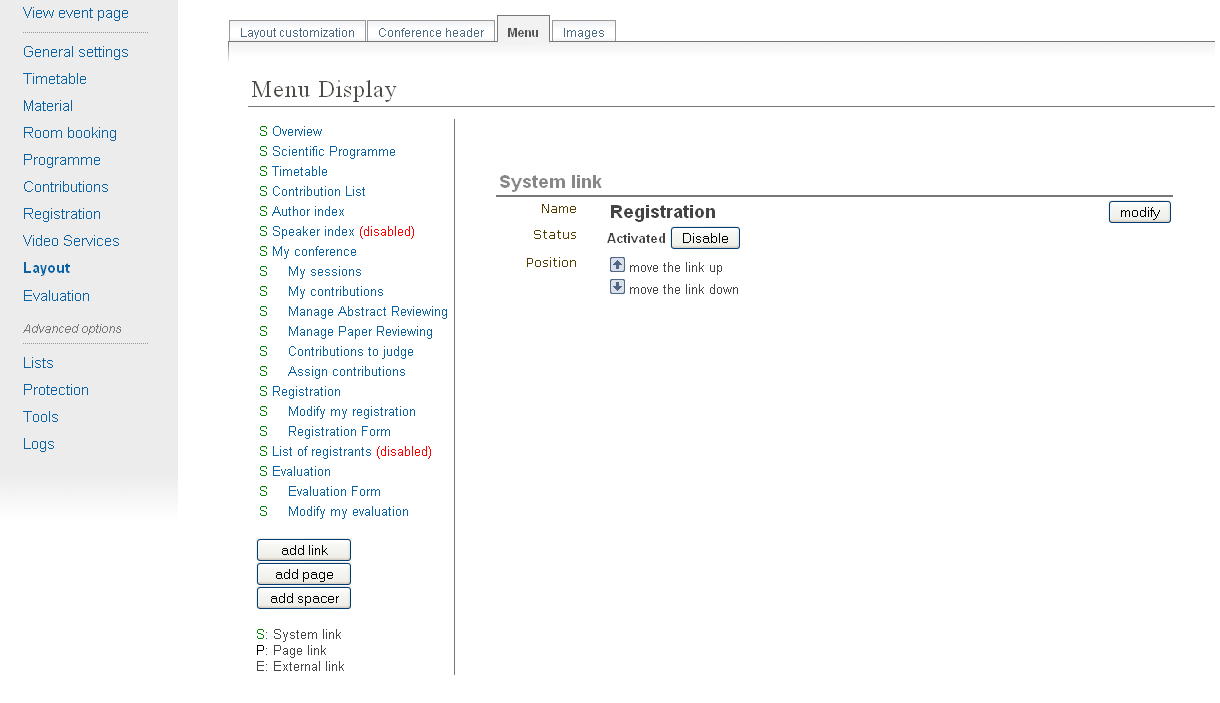 View event page
General settings
Timetable
Material
Room booking
Programme
Contributions
Registration
Video Services
Layout
Evaluation
Advanced options
Lists
Protection
Tools
Logs
Layout customization
Conference header
Menu
Images
Menu Display
S Overview
S Scientific Programme
S Timetable
S Contribution List
S Author index
S Speaker index (disabled)
S My conference
S My sessions
S My contributions
S Manage Abstract Reviewing
S Manage Paper Reviewing
S Contributions to judge
S Assign contributions
S Registration
S Modify my registration
S Registration Form
S List of registrants (disabled)
S Evaluation
S Evaluation Form
S Modify my evaluation
add link
add page
add spacer
S: System link
P: Page link
E: External link
System link
Name Registration modify
Status Activated Disable
Position move the link up
move the link down